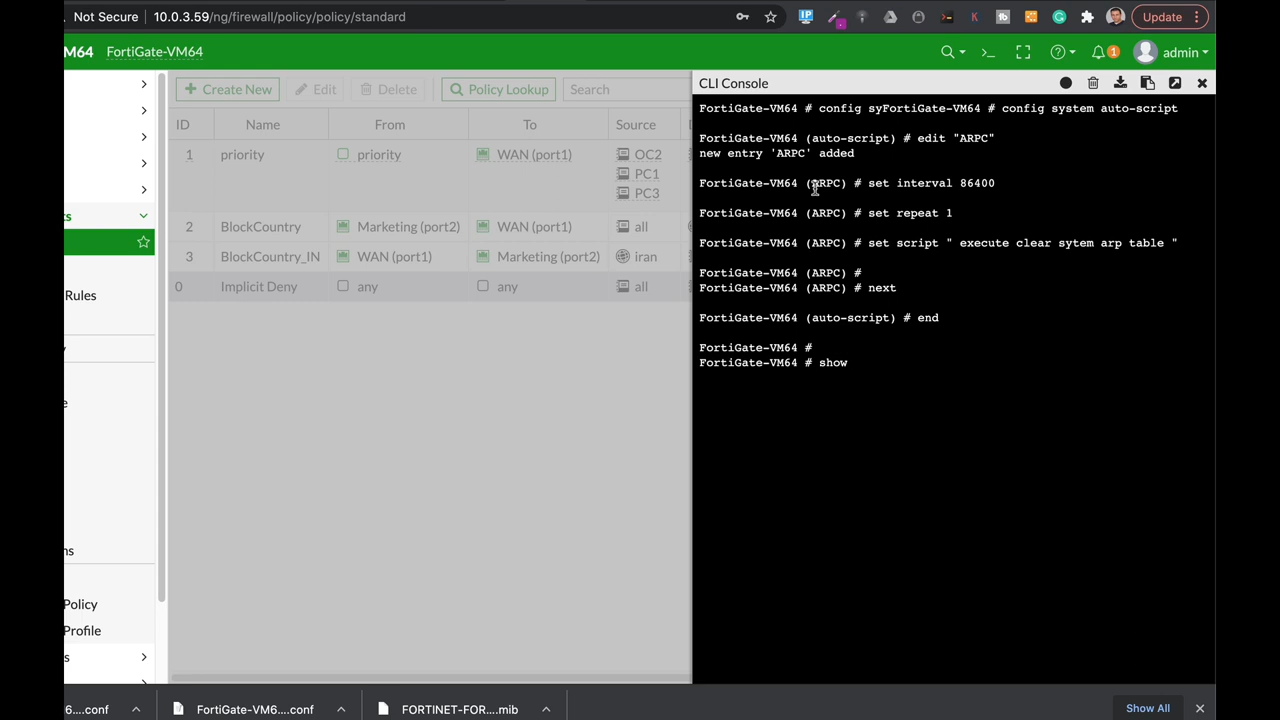 Not Secure 10.0.3.59/ng/firewall/policy/policy/standard
Update
M64 FortiGate-VM64
1 admin
Create New Edit Delete Policy Lookup Search
ID Name From To Source
1 priority priority WAN (port1) OC2
PC1
PC3
2 BlockCountry Marketing (port2) WAN (port1) all
3 BlockCountry_IN WAN (port1) Marketing (port2) iran
0 Implicit Deny any any all
ts
Rules
y
e
ms
Policy
Profile
s
CLI Console
FortiGate-VM64 # config syFortiGate-VM64 # config system auto-script
FortiGate-VM64 (auto-script) # edit "ARPC"
new entry 'ARPC' added
FortiGate-VM64 (ARPC) # set interval 86400
FortiGate-VM64 (ARPC) # set repeat 1
FortiGate-VM64 (ARPC) # set script " execute clear sytem arp table "
FortiGate-VM64 (ARPC) #
FortiGate-VM64 (ARPC) # next
FortiGate-VM64 (auto-script) # end
FortiGate-VM64 #
FortiGate-VM64 # show
6....conf FortiGate-VM6....conf FORTINET-FOR....mib Show All